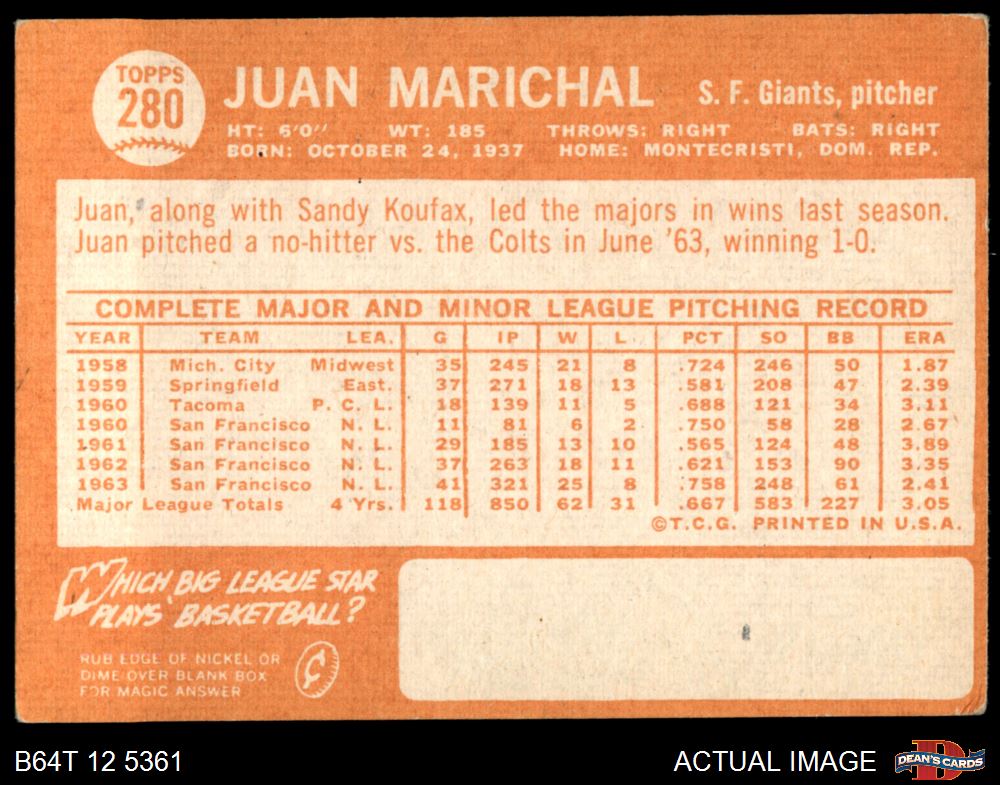 TOPPS
280
JUAN MARICHAL S. F. Giants, pitcher
HT: 6'0" WT: 185 THROWS: RIGHT BATS: RIGHT
BORN: OCTOBER 24, 1937 HOME: MONTECRISTI, DOM. REP.
Juan, along with Sandy Koufax, led the majors in wins last season.
Juan pitched a no-hitter vs. the Colts in June '63, winning 1-0.
COMPLETE MAJOR AND MINOR LEAGUE PITCHING RECORD
YEAR TEAM LEA. G IP W L PCT SO BB ERA
1958 Mich. City Midwest 35 245 21 8 .724 246 50 1.87
1959 Springfield East. 37 271 18 13 .581 208 47 2.39
1960 Tacoma P. C. L. 18 139 11 5 .688 121 34 3.11
1960 San Francisco N. L. 11 81 6 2 .750 58 28 2.67
1961 San Francisco N. L. 29 185 13 10 .565 124 48 3.89
1962 San Francisco N. L. 37 263 18 11 .621 153 90 3.35
1963 San Francisco N. L. 41 321 25 8 .758 248 61 2.41
Major League Totals 4 Yrs. 118 850 62 31 .667 583 227 3.05
©T.C.G. PRINTED IN U.S.A.
WHICH BIG LEAGUE STAR
PLAYS BASKETBALL?
RUB EDGE OF NICKEL OR
DIME OVER BLANK BOX
FOR MAGIC ANSWER
¢
B64T 12 5361 ACTUAL IMAGE
D
DEAN'S CARDS